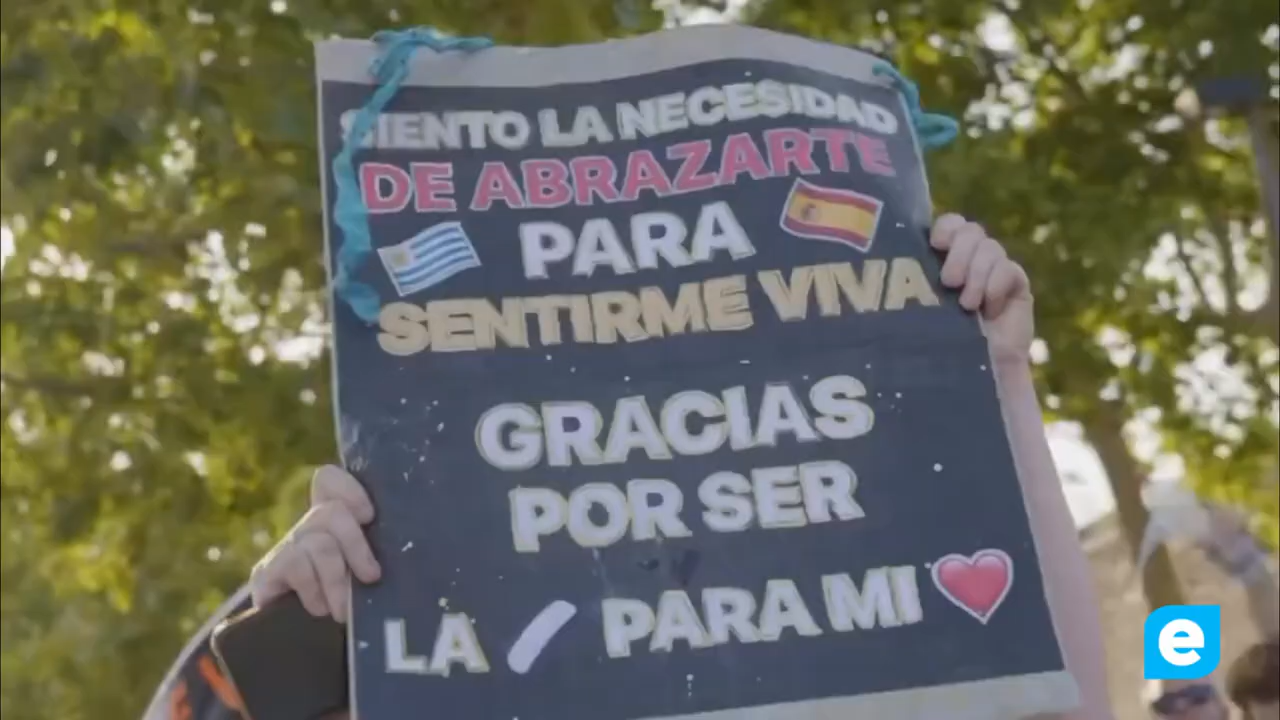 SIENTO LA NECESIDAD
DE ABRAZARTE
PARA
SENTIRME VIVA
GRACIAS
POR SER
LA PARA MI
e